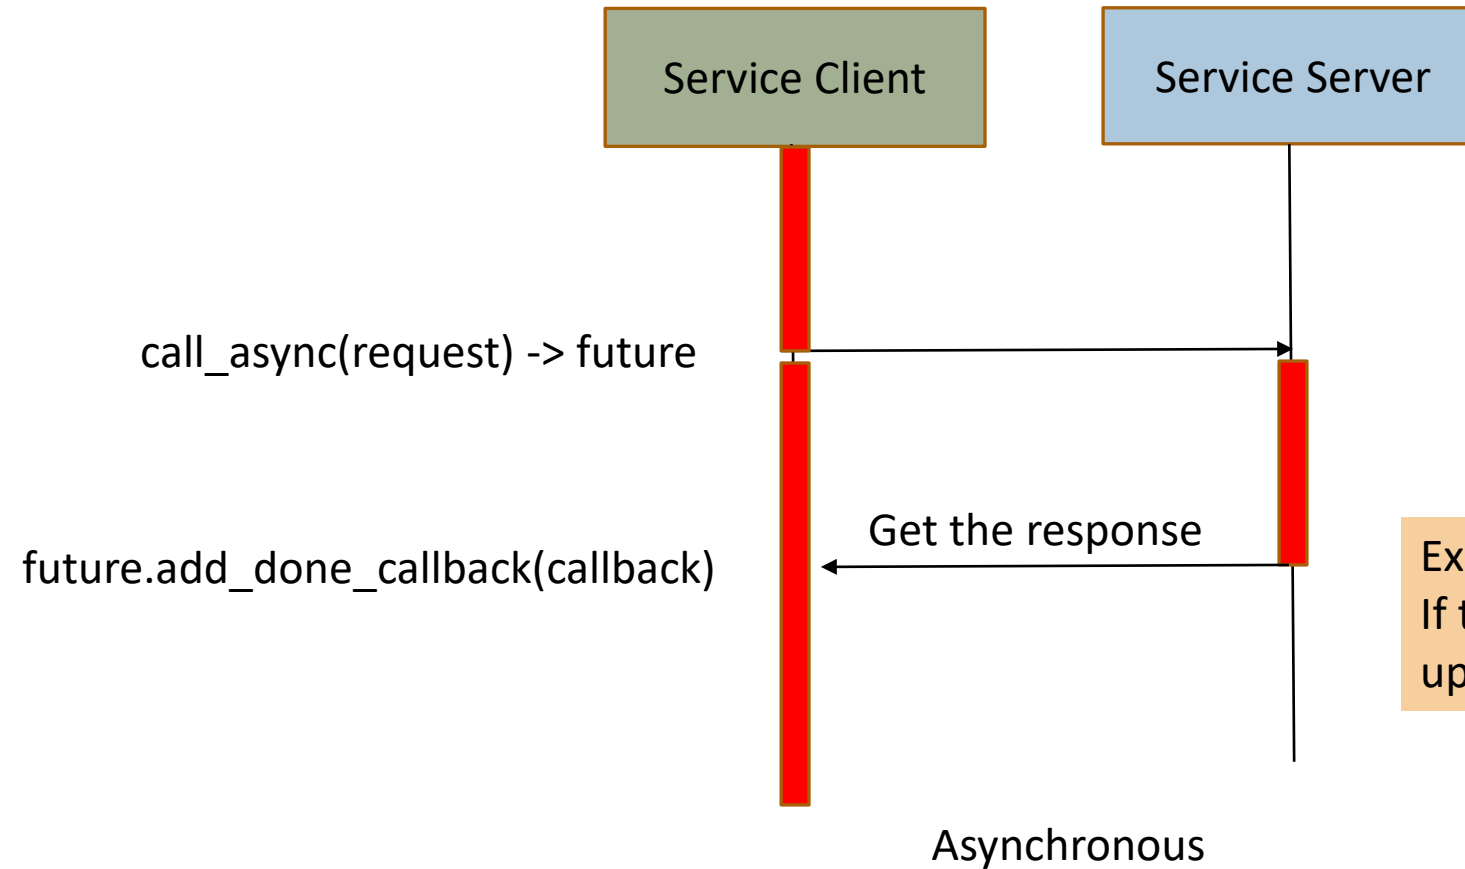 Service Client
Service Server
call_async(request) -> future
Get the response
future.add_done_callback(callback)
Ex
If t
up
Asynchronous